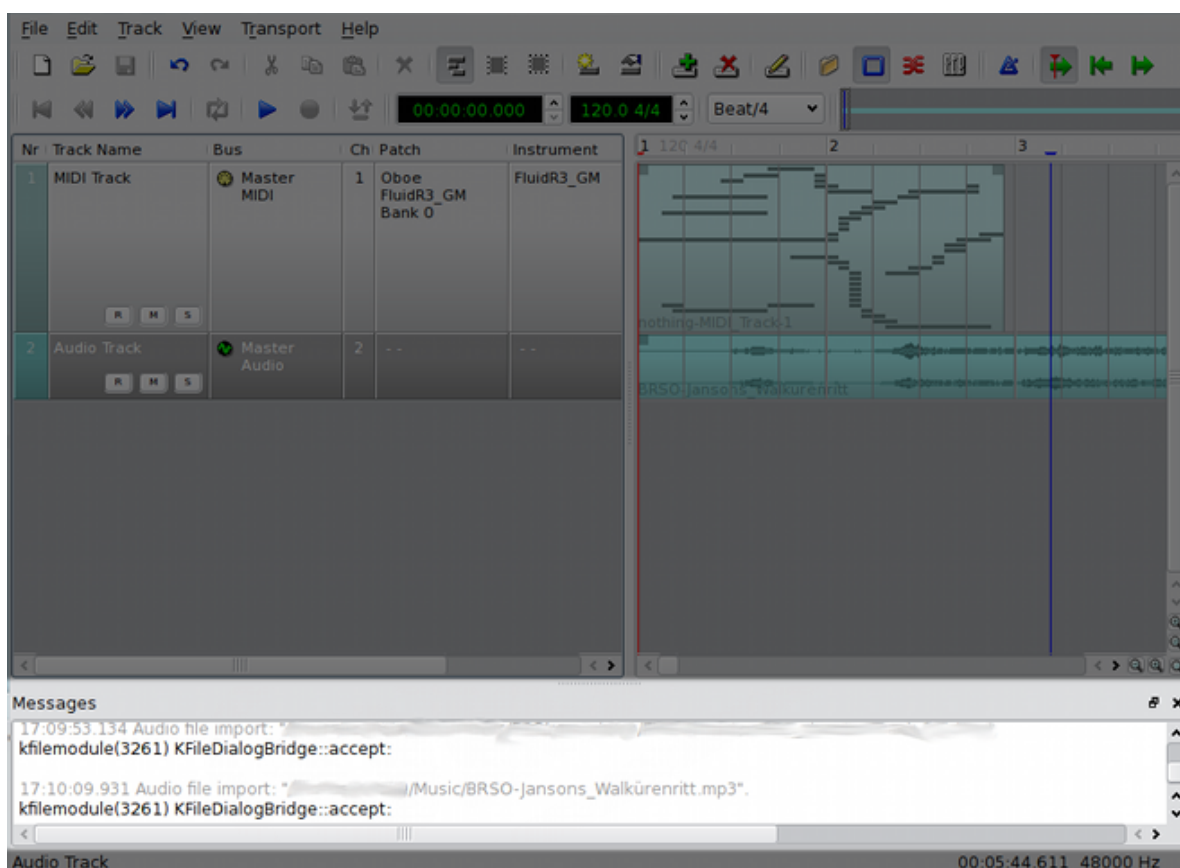 File Edit Track View Transport Help
00:00:00.000 120.0 4/4 Beat/4
Nr Track Name Bus Ch Patch Instrument
1 120 4/4 2 3
1 MIDI Track Master MIDI 1 Oboe FluidR3_GM Bank 0 FluidR3_GM
R M S
nothing-MIDI_Track-1
2 Audio Track Master Audio 2 - - - -
R M S
BRSO-Jansons_Walkürenritt
Messages
17:09:53.134 Audio file import: "
kfilemodule(3261) KFileDialogBridge::accept:
17:10:09.931 Audio file import: "/Music/BRSO-Jansons_Walkürenritt.mp3".
kfilemodule(3261) KFileDialogBridge::accept:
Audio Track 00:05:44.611 48000 Hz